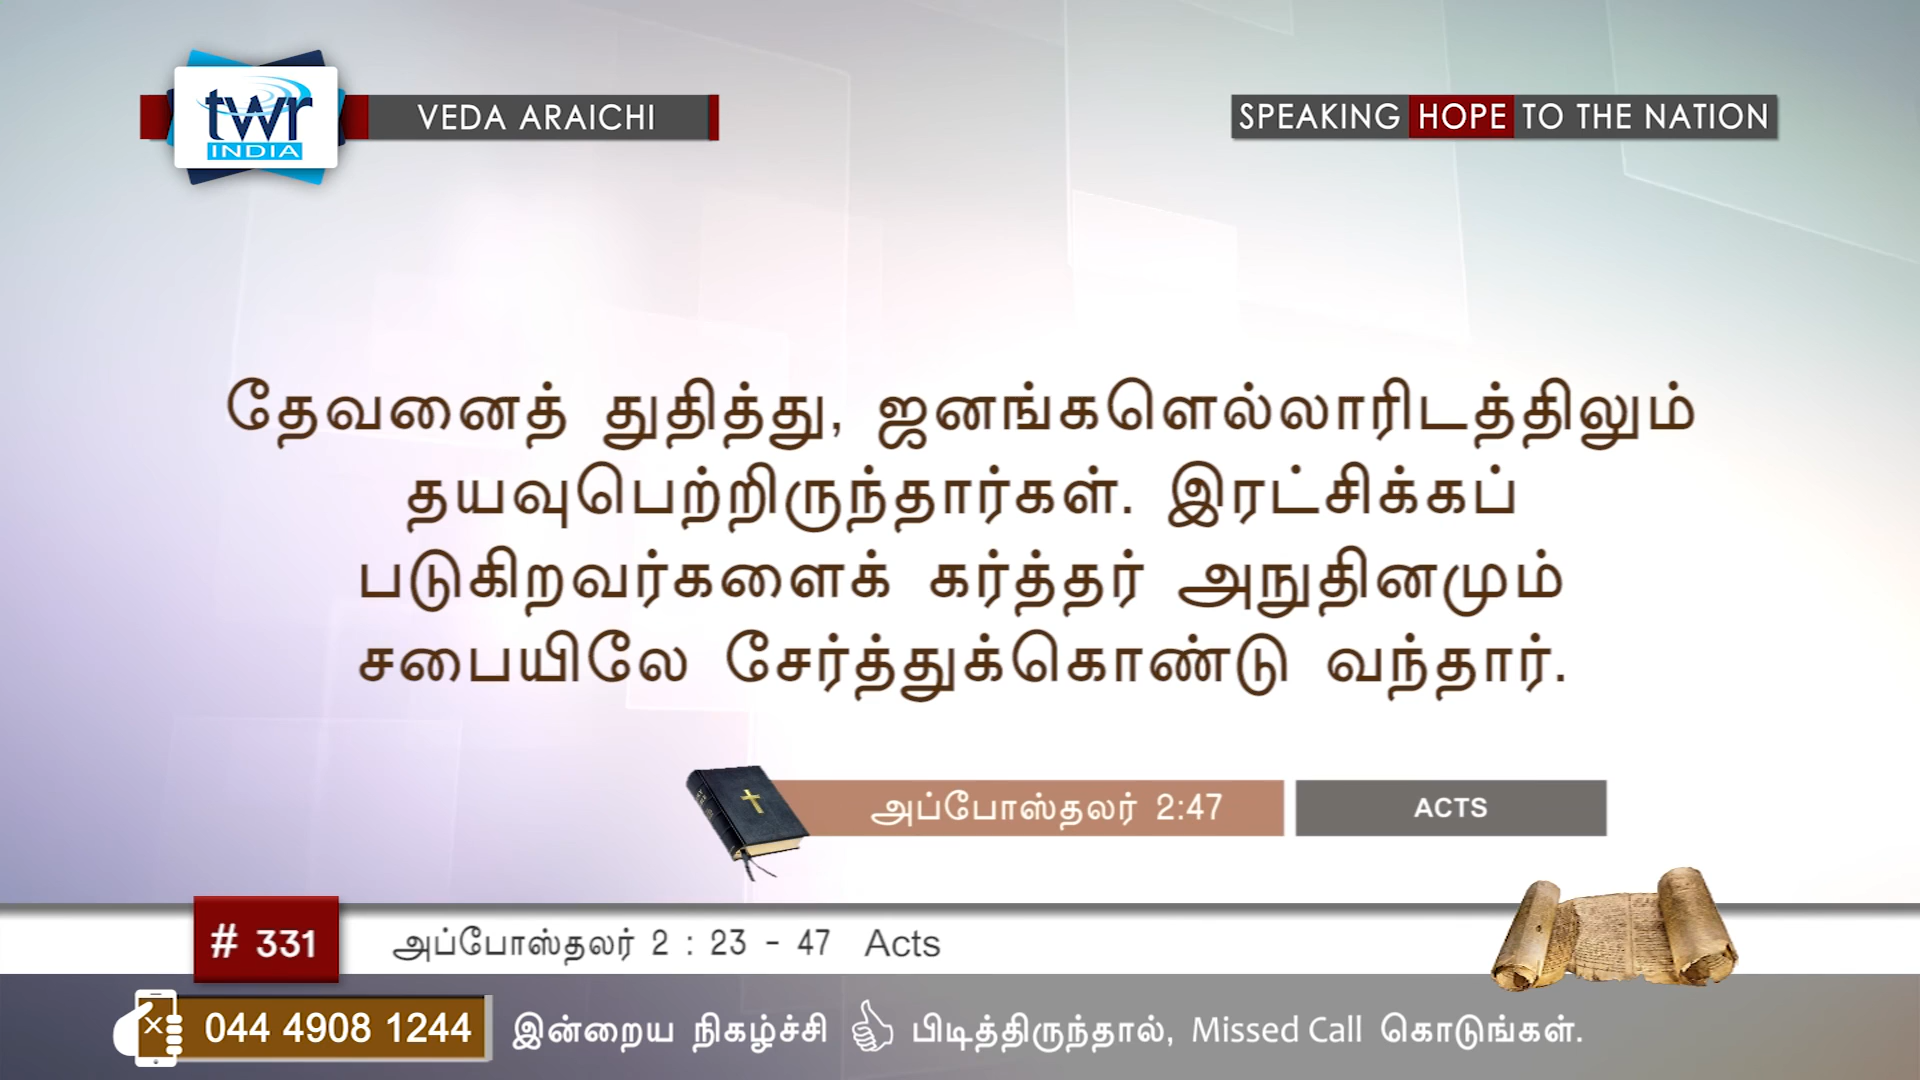 twr
INDIA
VEDA ARAICHI
SPEAKING HOPE TO THE NATION
தேவனைத் துதித்து, ஜனங்களெல்லாரிடத்திலும்
தயவுபெற்றிருந்தார்கள். இரட்சிக்கப்
படுகிறவர்களைக் கர்த்தர் அநுதினமும்
சபையிலே சேர்த்துக்கொண்டு வந்தார்.
அப்போஸ்தலர் 2:47
ACTS
# 331
அப்போஸ்தலர் 2 : 23 - 47 Acts
044 4908 1244
இன்றைய நிகழ்ச்சி பிடித்திருந்தால், Missed Call கொடுங்கள்.